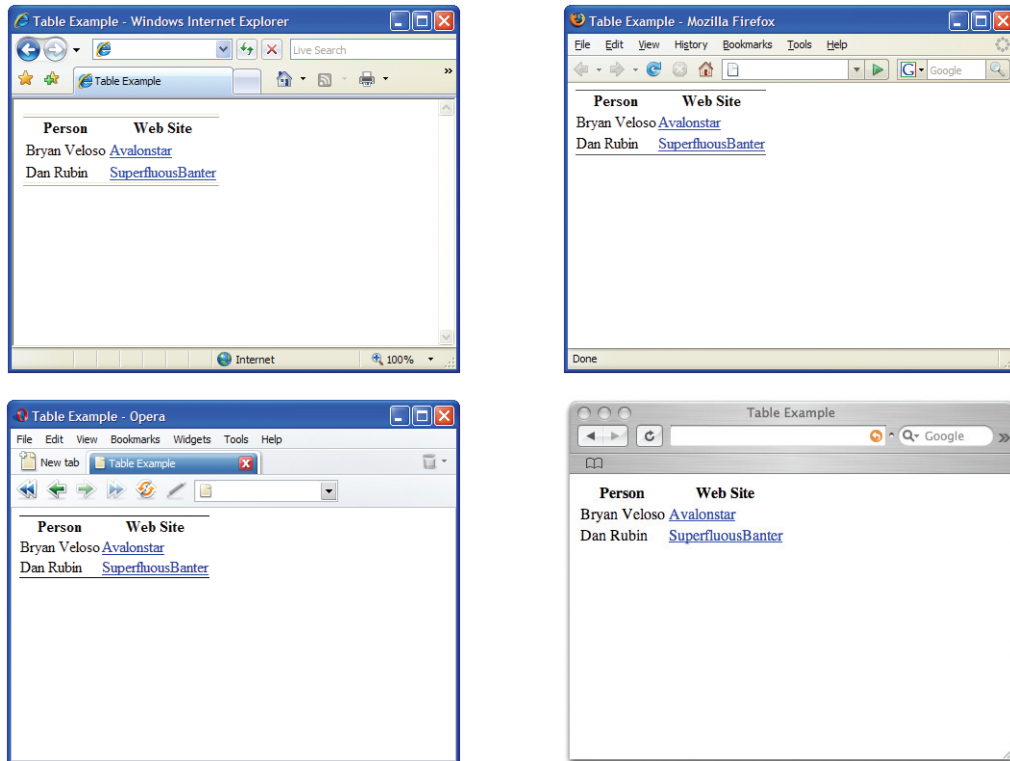 Table Example - Windows Internet Explorer
Live Search
Table Example
»
Person Web Site
Bryan Veloso Avalonstar
Dan Rubin SuperfluousBanter
Internet 100%
Table Example - Mozilla Firefox
File Edit View History Bookmarks Tools Help
G Google
Person Web Site
Bryan Veloso Avalonstar
Dan Rubin SuperfluousBanter
Done
Table Example - Opera
File Edit View Bookmarks Widgets Tools Help
New tab Table Example
Person Web Site
Bryan Veloso Avalonstar
Dan Rubin SuperfluousBanter
Table Example
Google »
Person Web Site
Bryan Veloso Avalonstar
Dan Rubin SuperfluousBanter